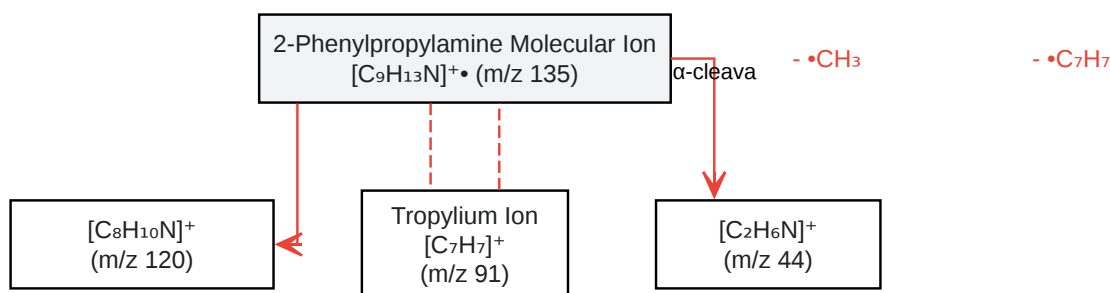 2-Phenylpropylamine Molecular Ion
[C₉H₁₃N]⁺• (m/z 135)
α-cleava
- •CH₃
- •C₇H₇
[C₈H₁₀N]⁺
(m/z 120)
Tropylium Ion
[C₇H₇]⁺
(m/z 91)
[C₂H₆N]⁺
(m/z 44)